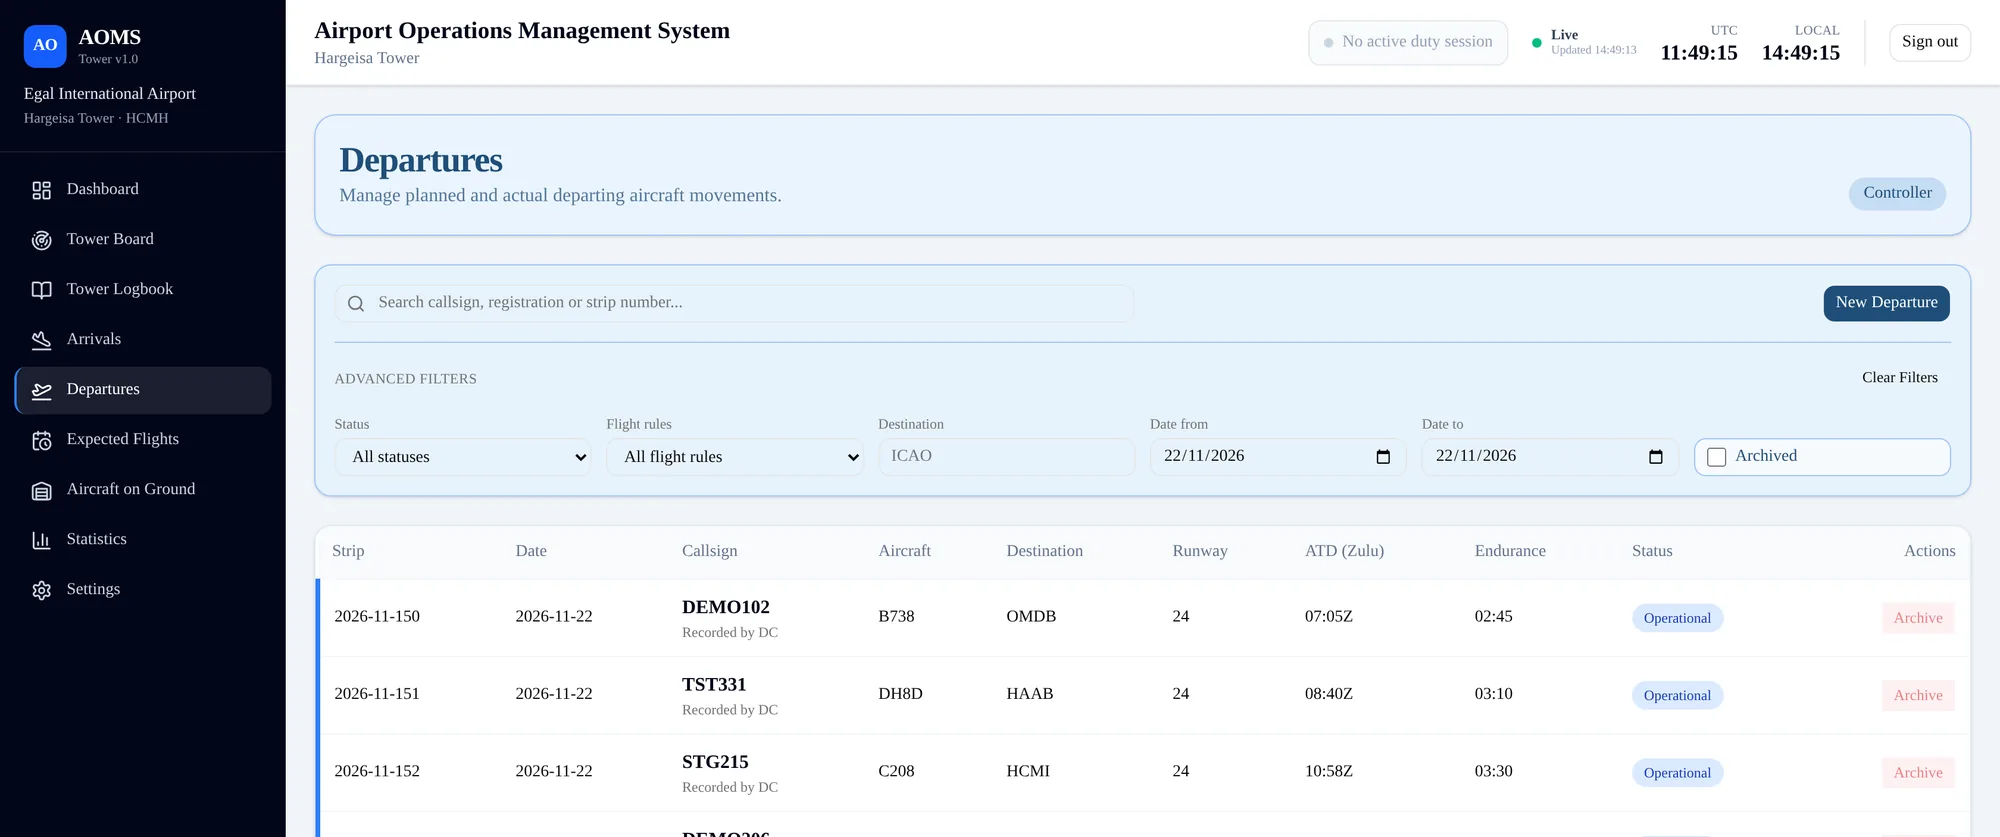 AO
AOMS
Tower v1.0
Egal International Airport
Hargeisa Tower · HCMH
Dashboard
Tower Board
Tower Logbook
Arrivals
Departures
Expected Flights
Aircraft on Ground
Statistics
Settings
Airport Operations Management System
Hargeisa Tower
No active duty session
Live
Updated 14:49:13
UTC
11:49:15
LOCAL
14:49:15
Sign out
Departures
Manage planned and actual departing aircraft movements.
Controller
Search callsign, registration or strip number...
New Departure
ADVANCED FILTERS
Clear Filters
Status
Flight rules
Destination
Date from
Date to
All statuses
All flight rules
ICAO
22/11/2026
22/11/2026
Archived
Strip Date Callsign Aircraft Destination Runway ATD (Zulu) Endurance Status Actions
2026-11-150 2026-11-22 DEMO102 B738 OMDB 24 07:05Z 02:45 Operational Archive
Recorded by DC
2026-11-151 2026-11-22 TST331 DH8D HAAB 24 08:40Z 03:10 Operational Archive
Recorded by DC
2026-11-152 2026-11-22 STG215 C208 HCMI 24 10:58Z 03:30 Operational Archive
Recorded by DC